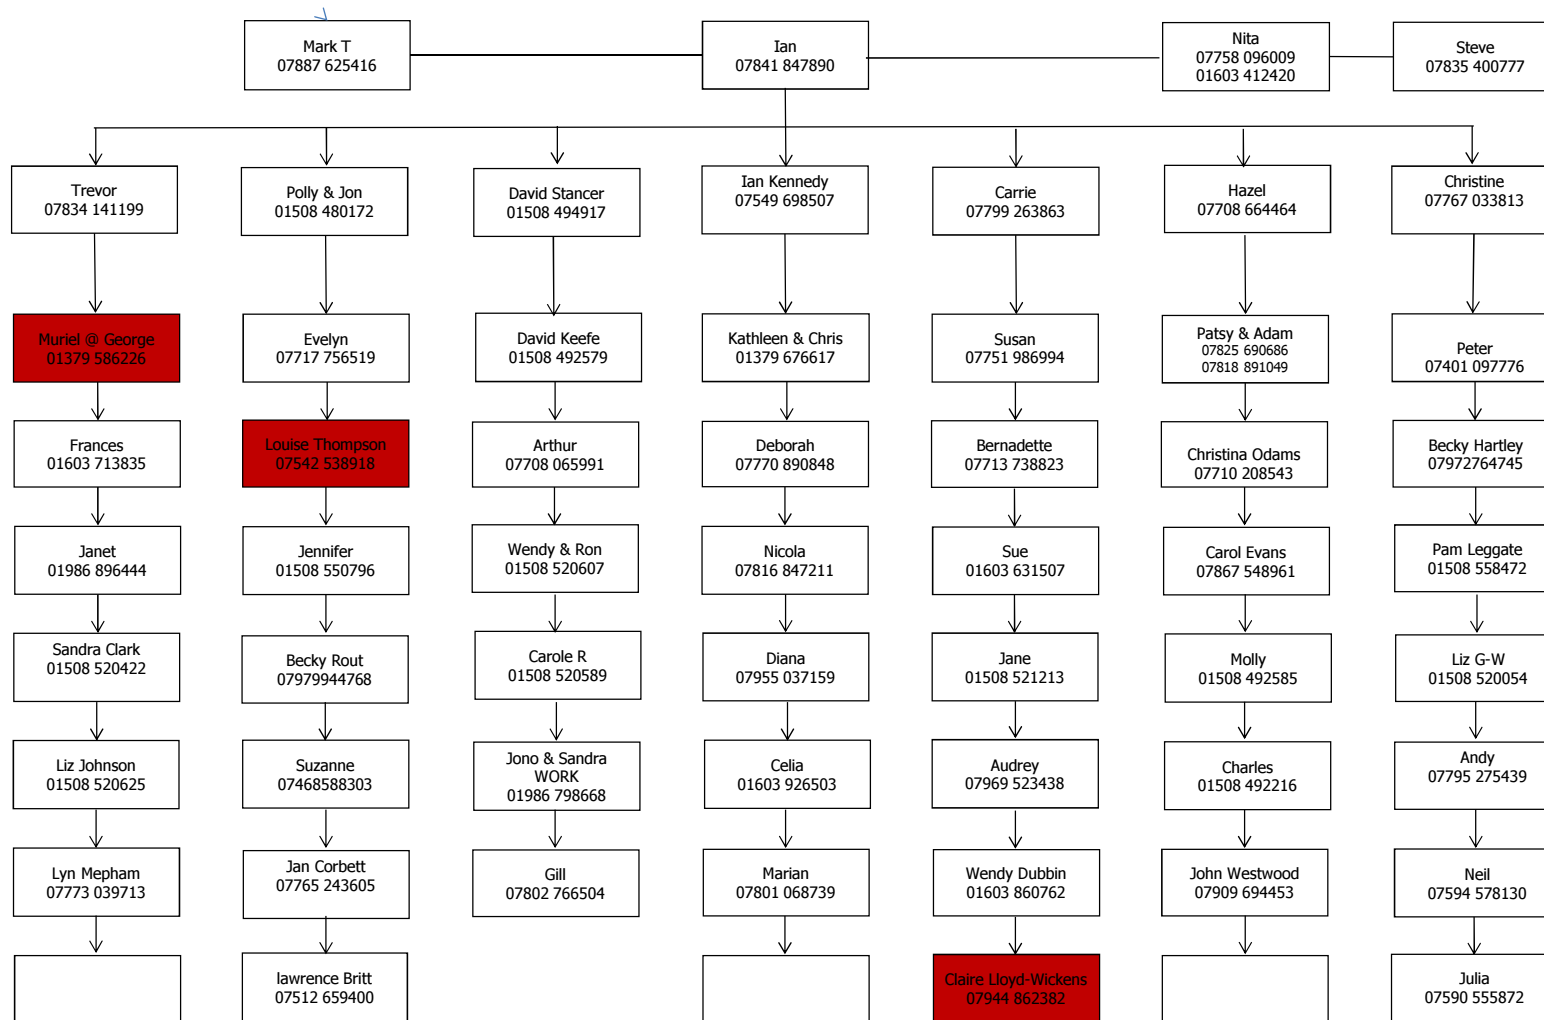 Mark T
07887 625416
Ian
07841 847890
Nita
07758 096009
01603 412420
Steve
07835 400777
Trevor
07834 141199
Polly & Jon
01508 480172
David Stancer
01508 494917
Ian Kennedy
07549 698507
Carrie
07799 263863
Hazel
07708 664464
Christine
07767 033813
Muriel @ George
01379 586226
Evelyn
07717 756519
David Keefe
01508 492579
Kathleen & Chris
01379 676617
Susan
07751 986994
Patsy & Adam
07825 690686
07818 891049
Peter
07401 097776
Frances
01603 713835
Louise Thompson
07542 538918
Arthur
07708 065991
Deborah
07770 890848
Bernadette
07713 738823
Christina Odams
07710 208543
Becky Hartley
07972764745
Janet
01986 896444
Jennifer
01508 550796
Wendy & Ron
01508 520607
Nicola
07816 847211
Sue
01603 631507
Carol Evans
07867 548961
Pam Leggate
01508 558472
Sandra Clark
01508 520422
Becky Rout
07979944768
Carole R
01508 520589
Diana
07955 037159
Jane
01508 521213
Molly
01508 492585
Liz G-W
01508 520054
Liz Johnson
01508 520625
Suzanne
07468588303
Jono & Sandra
WORK
01986 798668
Celia
01603 926503
Audrey
07969 523438
Charles
01508 492216
Andy
07795 275439
Lyn Mepham
07773 039713
Jan Corbett
07765 243605
Gill
07802 766504
Marian
07801 068739
Wendy Dubbin
01603 860762
John Westwood
07909 694453
Neil
07594 578130
lawrence Britt
07512 659400
Claire Lloyd-Wickens
07944 862382
Julia
07590 555872